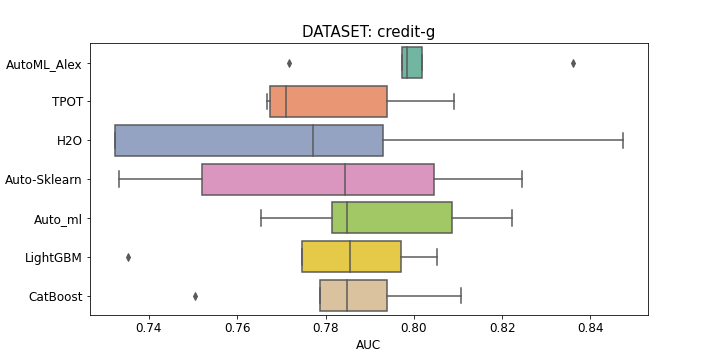 DATASET: credit-g
AutoML_Alex
TPOT
H2O
Auto-Sklearn
Auto_ml
LightGBM
CatBoost
0.74 0.76 0.78 0.80 0.82 0.84
AUC